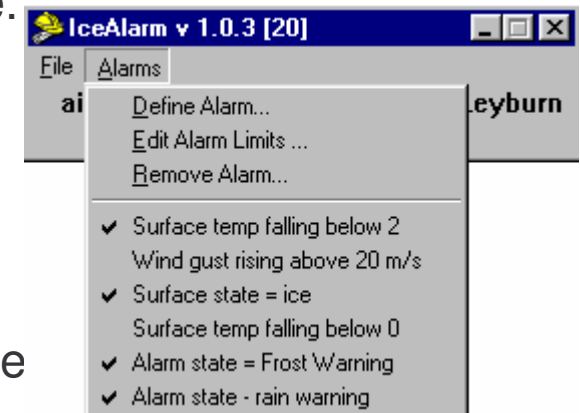 e.
IceAlarm v 1.0.3 [20]
File Alarms
ai eyburn
Define Alarm...
Edit Alarm Limits ...
Remove Alarm...
✔ Surface temp falling below 2
Wind gust rising above 20 m/s
✔ Surface state = ice
Surface temp falling below 0
e
✔ Alarm state = Frost Warning
✔ Alarm state - rain warning